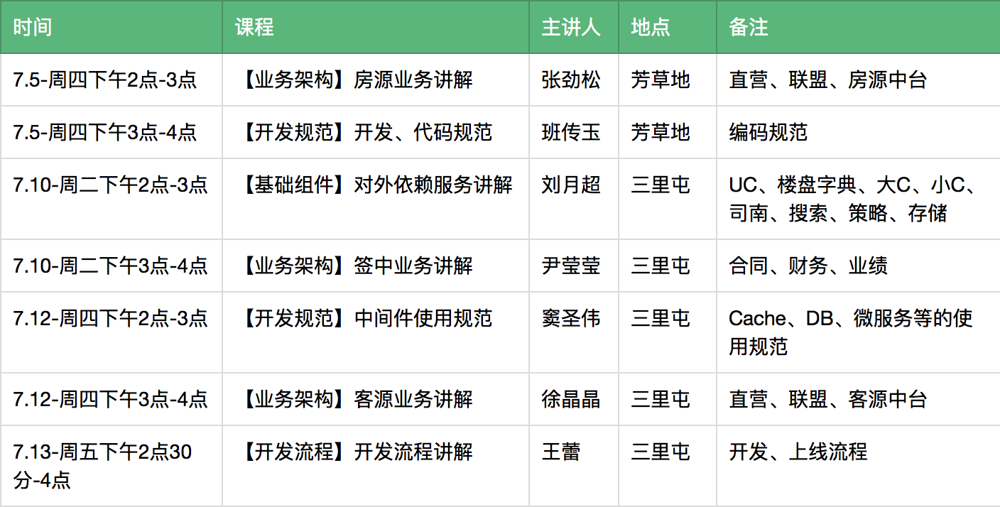 时间 课程 主讲人 地点 备注
7.5-周四下午2点-3点 【业务架构】房源业务讲解 张劲松 芳草地 直营、联盟、房源中台
7.5-周四下午3点-4点 【开发规范】开发、代码规范 班传玉 芳草地 编码规范
7.10-周二下午2点-3点 【基础组件】对外依赖服务讲解 刘月超 三里屯 UC、楼盘字典、大C、小C、
司南、搜索、策略、存储
7.10-周二下午3点-4点 【业务架构】签中业务讲解 尹莹莹 三里屯 合同、财务、业绩
7.12-周四下午2点-3点 【开发规范】中间件使用规范 窦圣伟 三里屯 Cache、DB、微服务等的使
用规范
7.12-周四下午3点-4点 【业务架构】客源业务讲解 徐晶晶 三里屯 直营、联盟、客源中台
7.13-周五下午2点30 【开发流程】开发流程讲解 王蕾 三里屯 开发、上线流程
分-4点